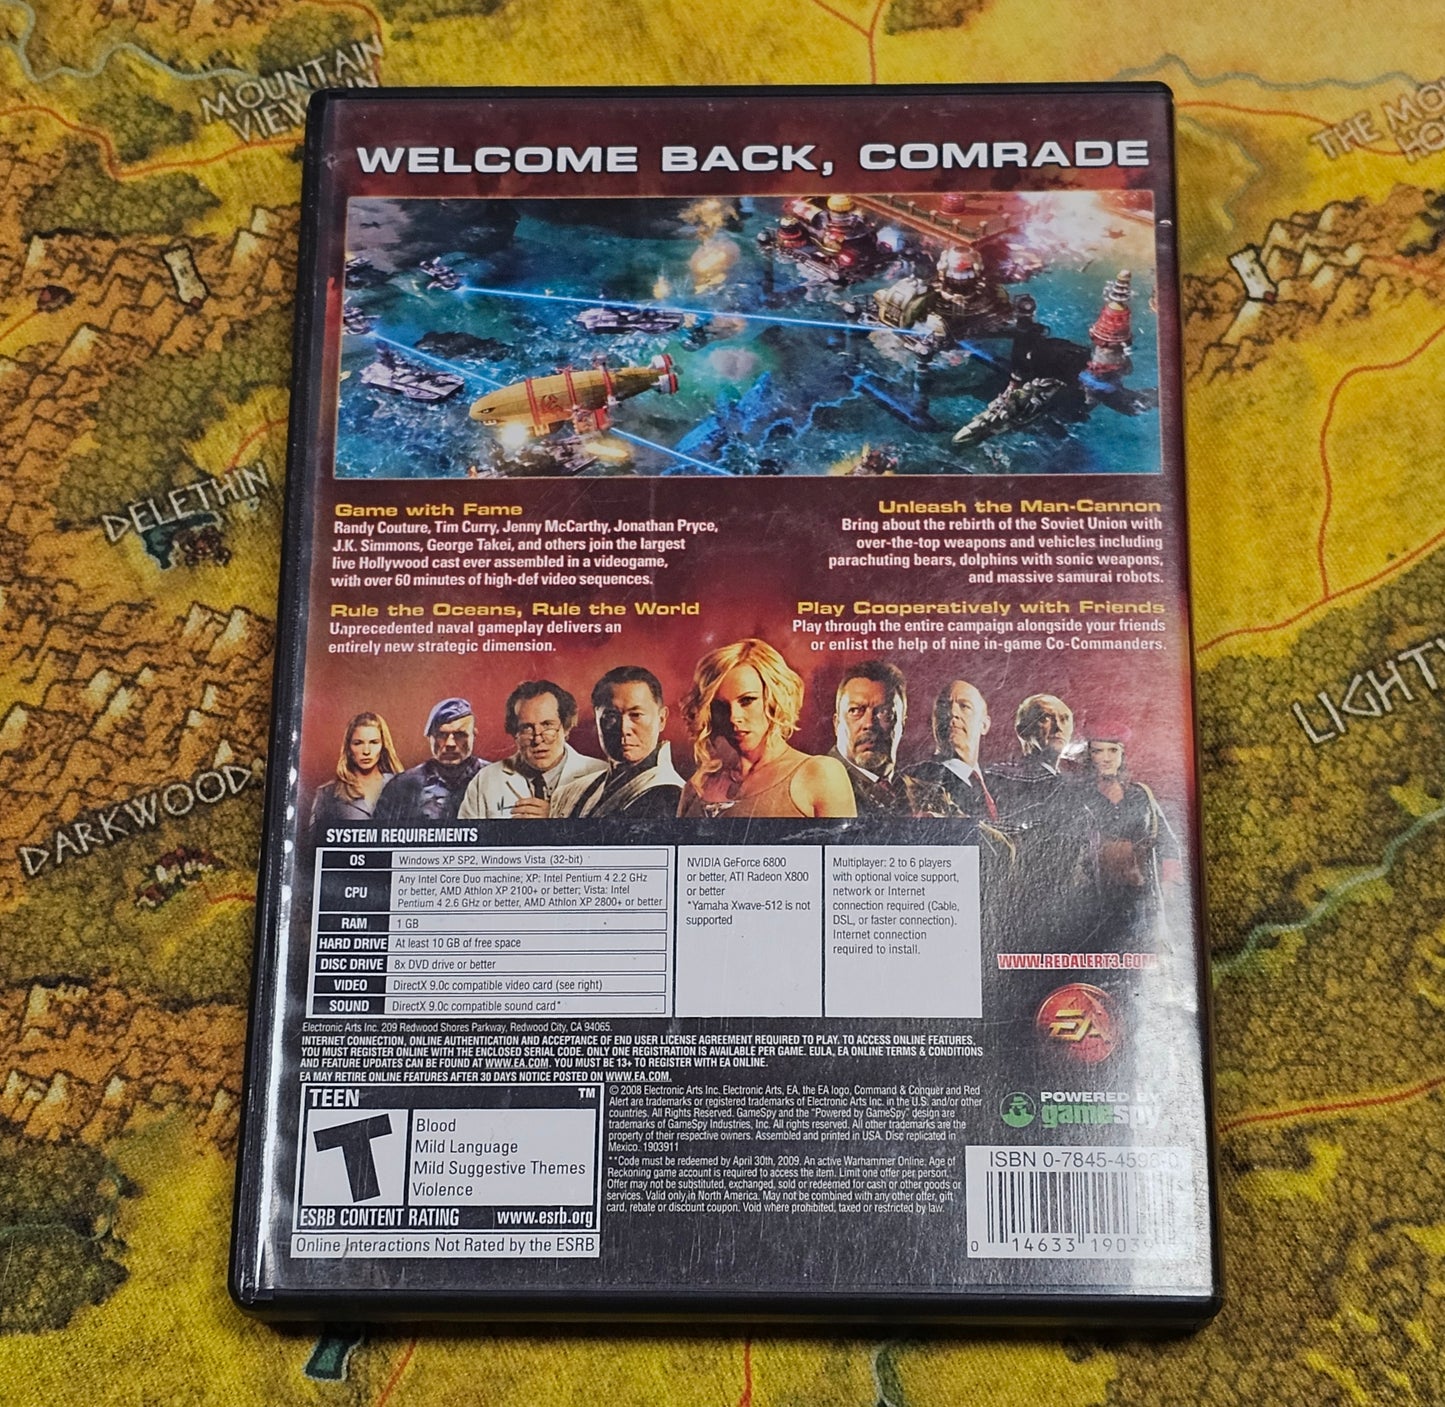 MOUNTAIN
WELCOME BACK, COMRADE
Game with Fame
Randy Couture, Tim Curry, Jenny McCarthy, Jonathan Pryce,
J.K. Simmons, George Takei, and others join the largest
live Hollywood cast ever assembled in a videogame,
with over 60 minutes of high-def video sequences.
Unleash the Man-Cannon
Bring about the rebirth of the Soviet Union with
over-the-top weapons and vehicles including
parachuting bears, dolphins with sonic weapons,
and massive samurai robots.
Rule the Oceans, Rule the World
Unprecedented naval gameplay delivers an
entirely new strategic dimension.
Play Cooperatively with Friends
Play through the entire campaign alongside your friends
or enlist the help of nine in-game Co-Commanders.
DELETHIN
DARKWOOD
SYSTEM REQUIREMENTS
OS Windows XP SP2, Windows Vista (32-bit)
CPU Any Intel Core Duo machine; XP: Intel Pentium 4 2.2 GHz
or better, AMD Athlon XP 2100+ or better; Vista: Intel
Pentium 4 2.6 GHz or better, AMD Athlon XP 2800+ or better
RAM 1 GB
HARD DRIVE At least 10 GB of free space
DISC DRIVE 8x DVD drive or better
VIDEO DirectX 9.0c compatible video card (see right)
SOUND DirectX 9.0c compatible sound card*
NVIDIA GeForce 6800
or better, ATI Radeon X800
or better
*Yamaha Xwave-512 is not
supported
Multiplayer: 2 to 6 players
with optional voice support,
network or Internet
connection required (Cable,
DSL, or faster connection).
Internet connection
required to install.
WWW.REDALERT3.COM
EA
Electronic Arts Inc. 209 Redwood Shores Parkway, Redwood City, CA 94065.
INTERNET CONNECTION, ONLINE AUTHENTICATION AND ACCEPTANCE OF END USER LICENSE AGREEMENT REQUIRED TO PLAY. TO ACCESS ONLINE FEATURES,
YOU MUST REGISTER ONLINE WITH THE ENCLOSED SERIAL CODE. ONLY ONE REGISTRATION IS AVAILABLE PER GAME. EULA, EA ONLINE TERMS & CONDITIONS
AND FEATURE UPDATES CAN BE FOUND AT WWW.EA.COM. YOU MUST BE 13+ TO REGISTER WITH EA ONLINE.
EA MAY RETIRE ONLINE FEATURES AFTER 30 DAYS NOTICE POSTED ON WWW.EA.COM.
TEEN TM
T
Blood
Mild Language
Mild Suggestive Themes
Violence
ESRB CONTENT RATING www.esrb.org
Online Interactions Not Rated by the ESRB
© 2008 Electronic Arts Inc. Electronic Arts, EA, the EA logo, Command & Conquer and Red
Alert are trademarks or registered trademarks of Electronic Arts Inc. in the U.S. and/or other
countries. All Rights Reserved. GameSpy and the "Powered by GameSpy" design are
trademarks of GameSpy Industries, Inc. All rights reserved. All other trademarks are the
property of their respective owners. Assembled and printed in USA. Disc replicated in
Mexico. 1903911
**Code must be redeemed by April 30th, 2009. An active Warhammer Online: Age of
Reckoning game account is required to access the item. Limit one offer per person.
Offer may not be substituted, exchanged, sold or redeemed for cash or other goods or
services. Valid only in North America. May not be combined with any other offer, gift
card, rebate or discount coupon. Void where prohibited, taxed or restricted by law.
POWERED BY
gamespy
ISBN 0-7845-459
0 14633 1903